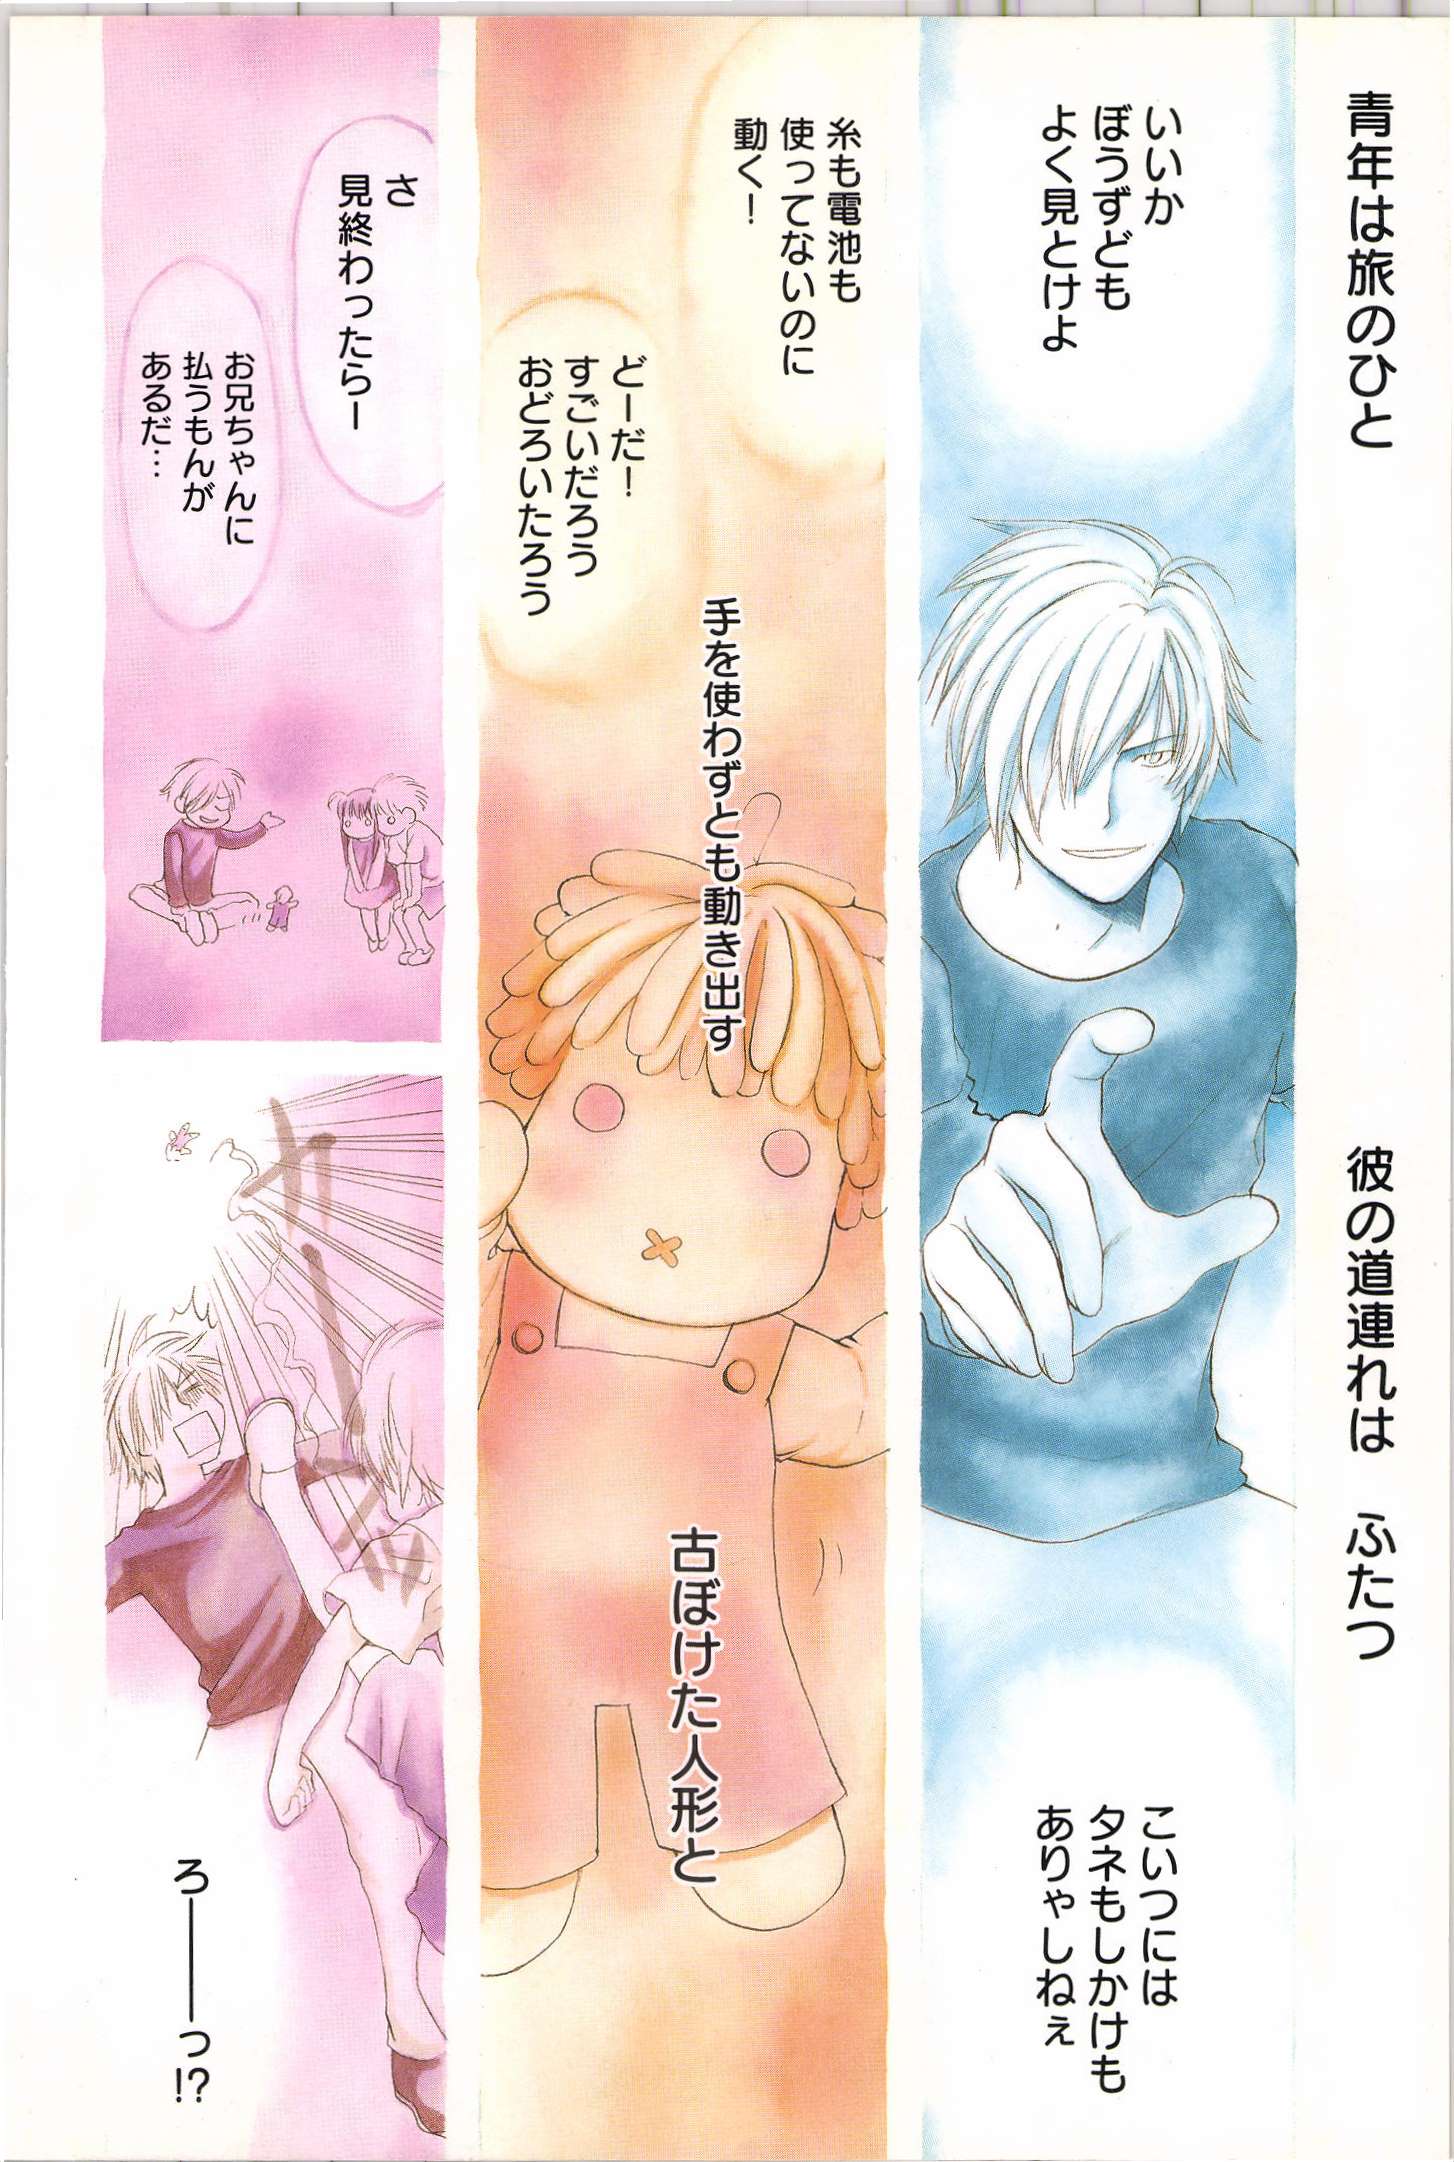 青年は旅のひと
彼の道連れは　ふたつ
いいか
ぼうずども
よく見とけよ
こいつには
タネもしかけも
ありゃしねぇ
糸も電池も
使ってないのに
動く！
手を使わずとも動き出す
古ぼけた人形と
どーだ！
すごいだろう
おどろいたろう
さ
見終わったらー
お兄ちゃんに
払うもんが
あるだ…
カーン
ろ――――っ!?